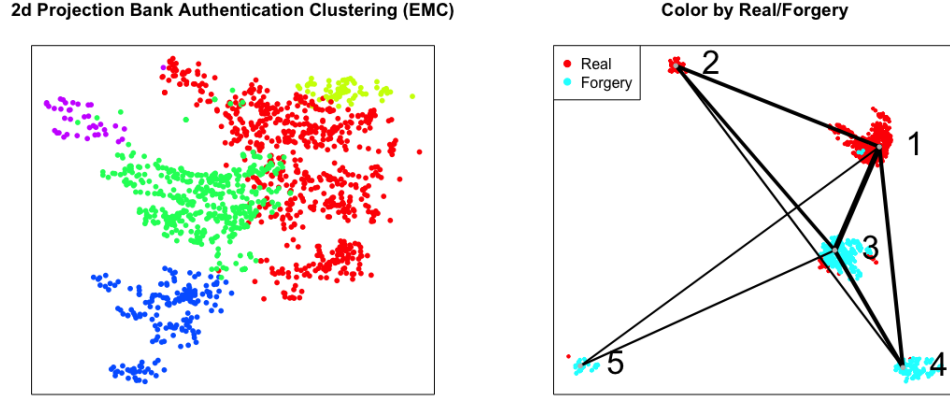 2d Projection Bank Authentication Clustering (EMC)
Color by Real/Forgery
Real
Forgery
2
1
3
5
4